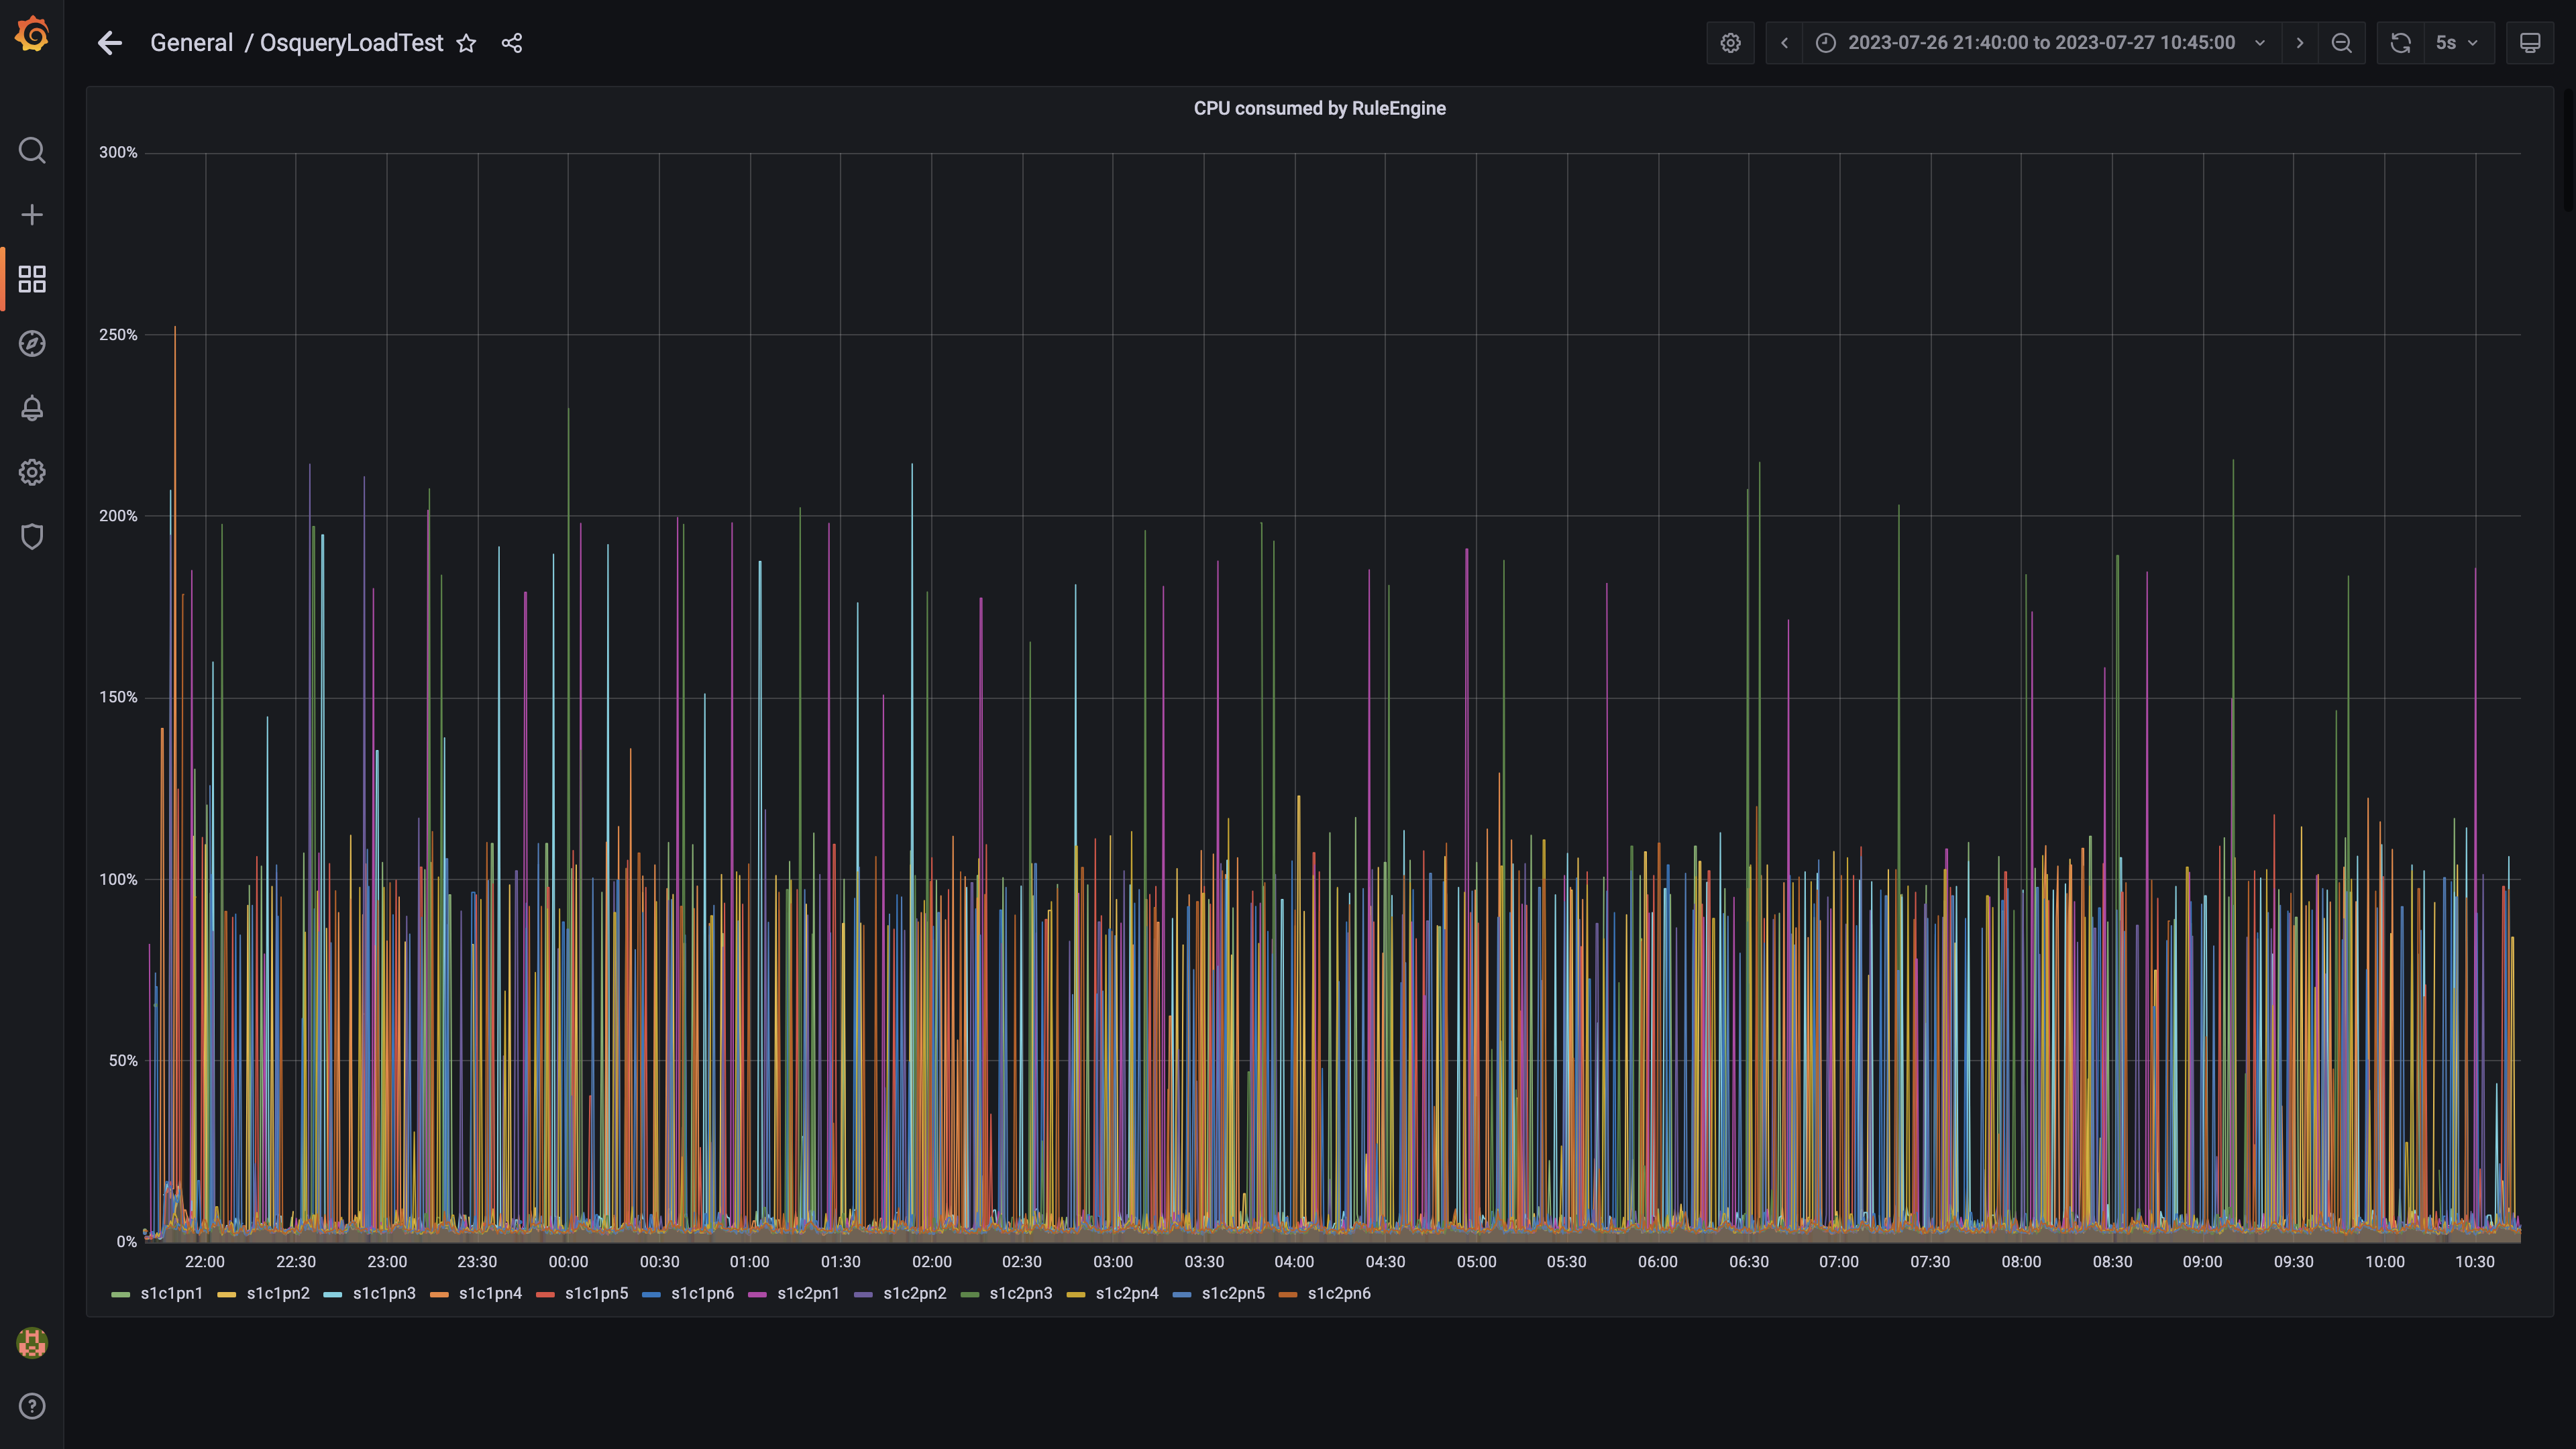 General / OsqueryLoadTest
2023-07-26 21:40:00 to 2023-07-27 10:45:00
5s
CPU consumed by RuleEngine
300%
250%
200%
150%
100%
50%
0%
22:00 22:30 23:00 23:30 00:00 00:30 01:00 01:30 02:00 02:30 03:00 03:30 04:00 04:30 05:00 05:30 06:00 06:30 07:00 07:30 08:00 08:30 09:00 09:30 10:00 10:30
s1c1pn1 s1c1pn2 s1c1pn3 s1c1pn4 s1c1pn5 s1c1pn6 s1c2pn1 s1c2pn2 s1c2pn3 s1c2pn4 s1c2pn5 s1c2pn6